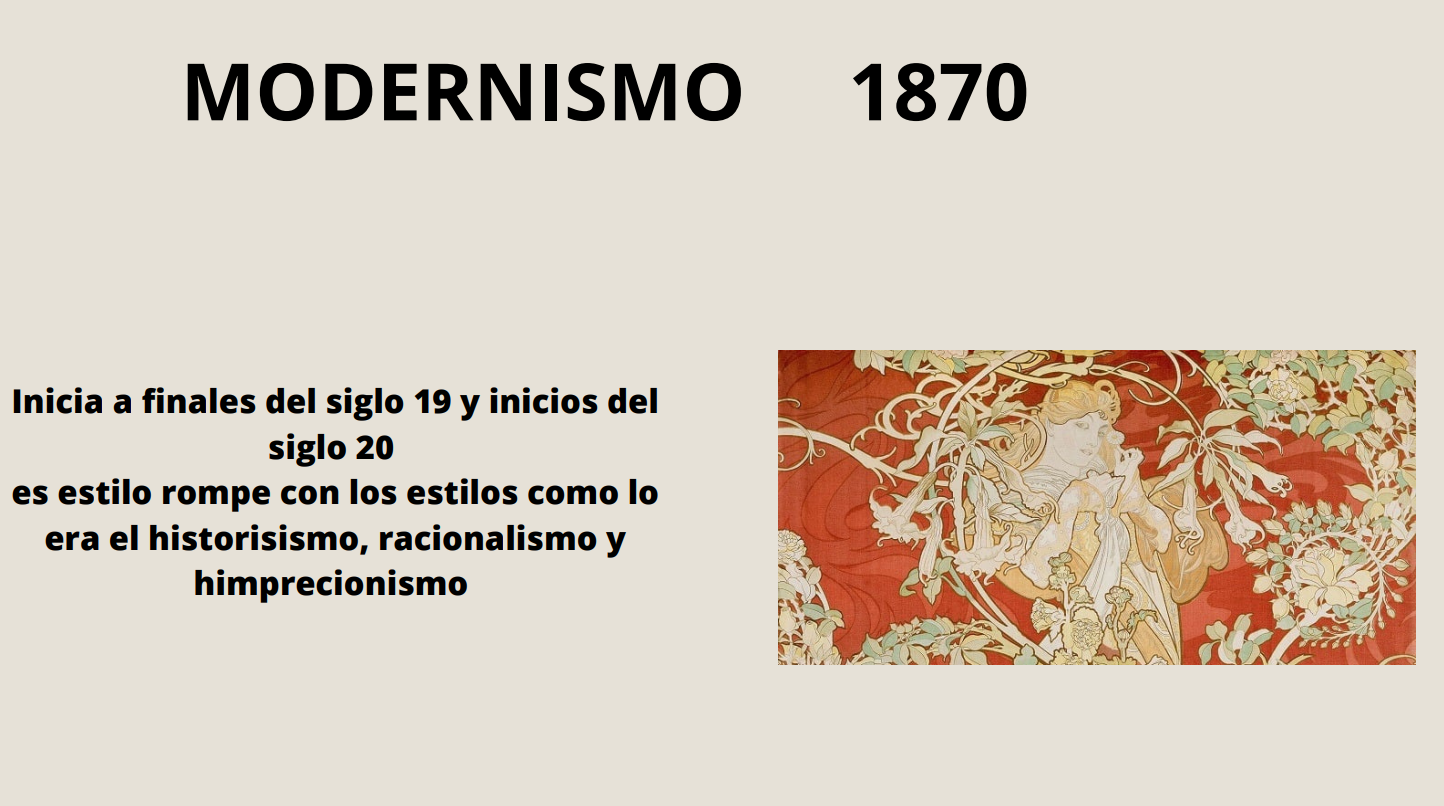 MODERNISMO 1870
Inicia a finales del siglo 19 y inicios del
siglo 20
es estilo rompe con los estilos como lo
era el historisismo, racionalismo y
himprecionismo